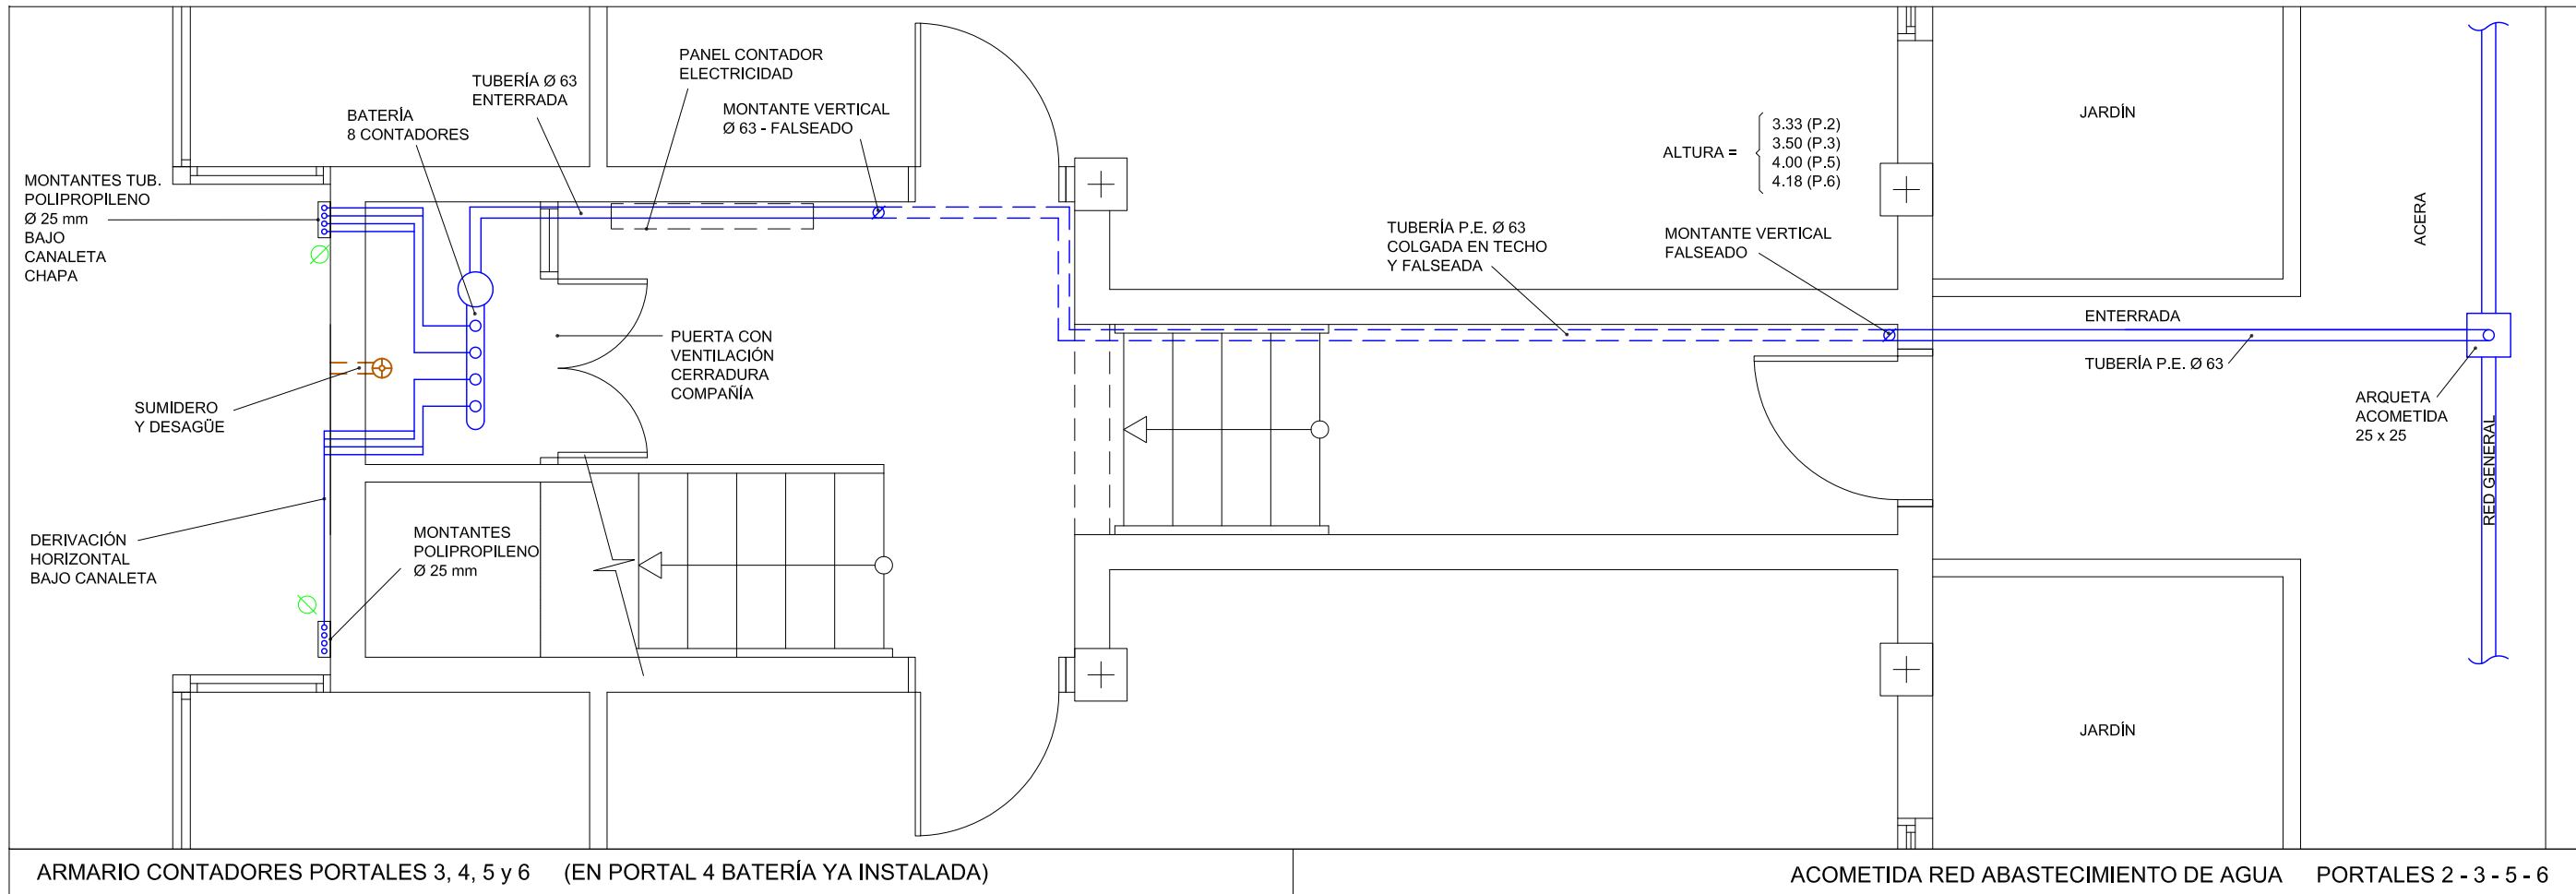 PANEL CONTADOR
ELECTRICIDAD
TUBERÍA Ø 63
ENTERRADA
MONTANTE VERTICAL
Ø 63 - FALSEADO
BATERÍA
8 CONTADORES
MONTANTES TUB.
POLIPROPILENO
Ø 25 mm
BAJO
CANALETA
CHAPA
JARDÍN
ALTURA =
3.33 (P.2)
3.50 (P.3)
4.00 (P.5)
4.18 (P.6)
ACERA
TUBERÍA P.E. Ø 63
COLGADA EN TECHO
Y FALSEADA
MONTANTE VERTICAL
FALSEADO
ENTERRADA
TUBERÍA P.E. Ø 63
PUERTA CON
VENTILACIÓN
CERRADURA
COMPAÑÍA
SUMIDERO
Y DESAGÜE
ARQUETA
ACOMETIDA
25 x 25
RED GENERAL
DERIVACIÓN
HORIZONTAL
BAJO CANALETA
MONTANTES
POLIPROPILENO
Ø 25 mm
JARDÍN
ARMARIO CONTADORES PORTALES 3, 4, 5 y 6 (EN PORTAL 4 BATERÍA YA INSTALADA)
ACOMETIDA RED ABASTECIMIENTO DE AGUA PORTALES 2 - 3 - 5 - 6